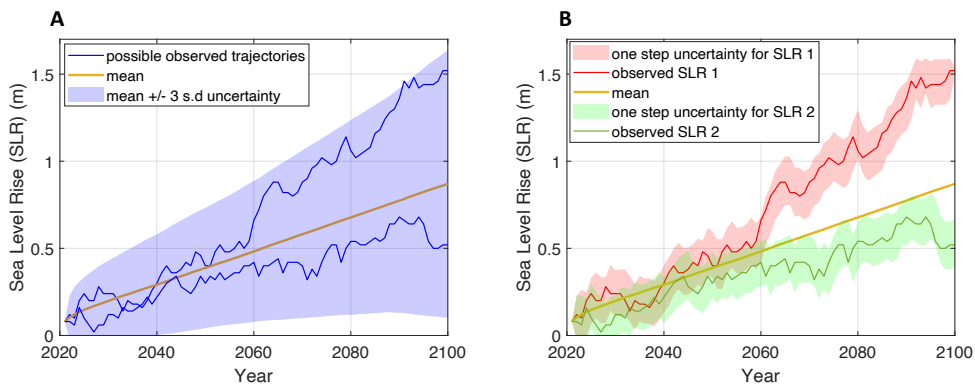 A
Sea Level Rise (SLR) (m)
1.5
1
0.5
0
possible observed trajectories
mean
mean +/- 3 s.d uncertainty
2020 2040 2060 2080 2100
Year
B
Sea Level Rise (SLR) (m)
1.5
1
0.5
0
one step uncertainty for SLR 1
observed SLR 1
mean
one step uncertainty for SLR 2
observed SLR 2
2020 2040 2060 2080 2100
Year